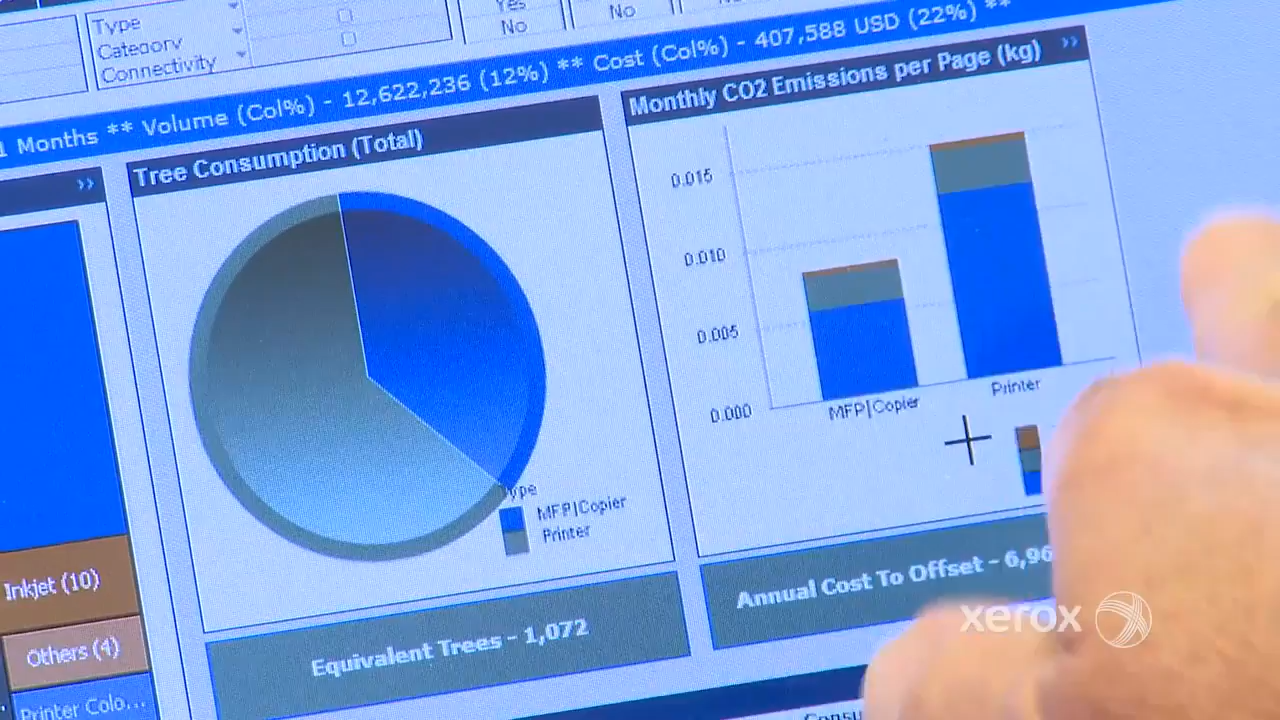 Type
Category
Connectivity
Yes
No
No
1 Months ** Volume (Col%) - 12,622,236 (12%) ** Cost (Col%) - 407,588 USD (22%) **
Tree Consumption (Total)
Monthly CO2 Emissions per Page (kg)
0.015
0.010
0.005
0.000
MFP|Copier
Printer
MFP|Copier
Printer
Inkjet (10)
Others (4)
Printer Colo...
Equivalent Trees - 1,072
Annual Cost To Offset - 6,96
xerox